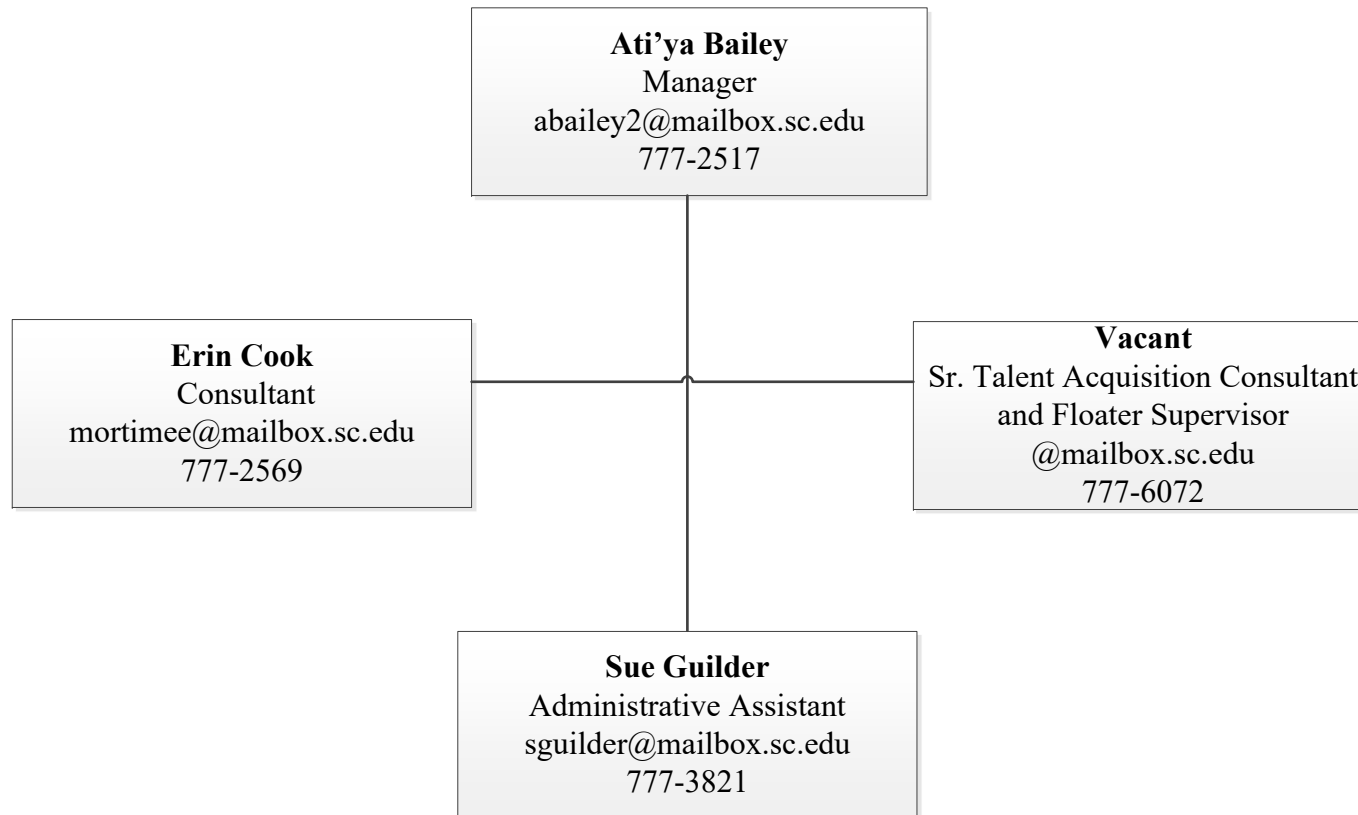 Ati’ya Bailey
Manager
abailey2@mailbox.sc.edu
777-2517
Erin Cook
Consultant
mortimee@mailbox.sc.edu
777-2569
Vacant
Sr. Talent Acquisition Consultant
and Floater Supervisor
@mailbox.sc.edu
777-6072
Sue Guilder
Administrative Assistant
sguilder@mailbox.sc.edu
777-3821